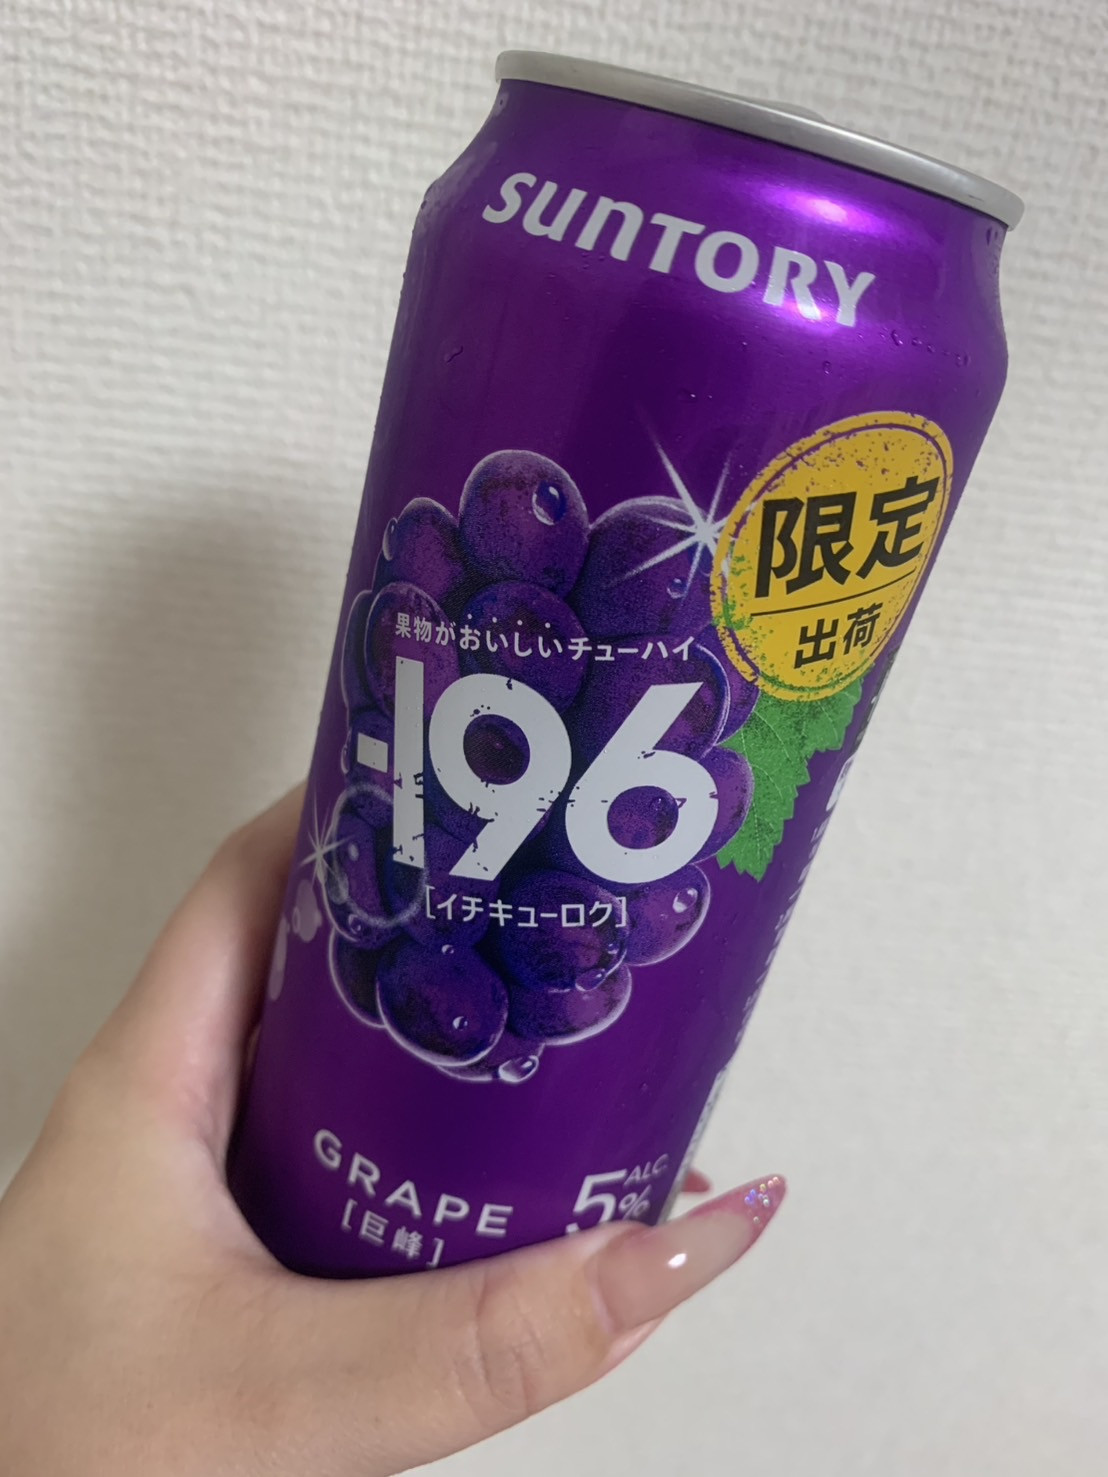 SUNTORY
限定
出荷
果物がおいしいチューハイ
-196
[イチキューロク]
GRAPE
[巨峰]
ALC.
5%